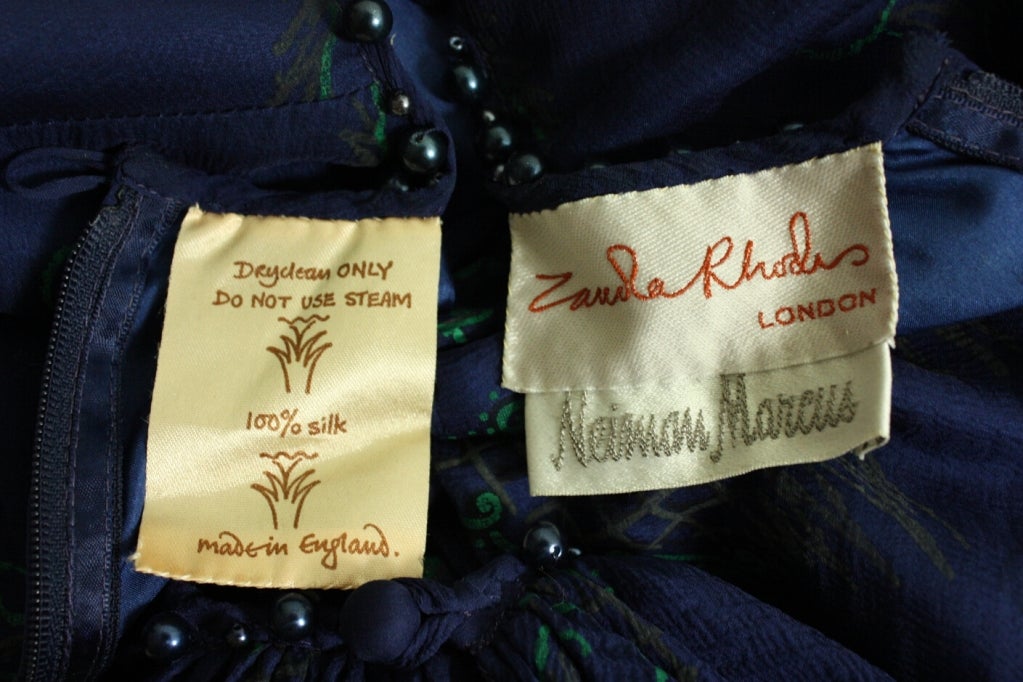 Dryclean ONLY
DO NOT USE STEAM
100% silk
made in England.
Zandra Rhodes
LONDON
Neiman Marcus